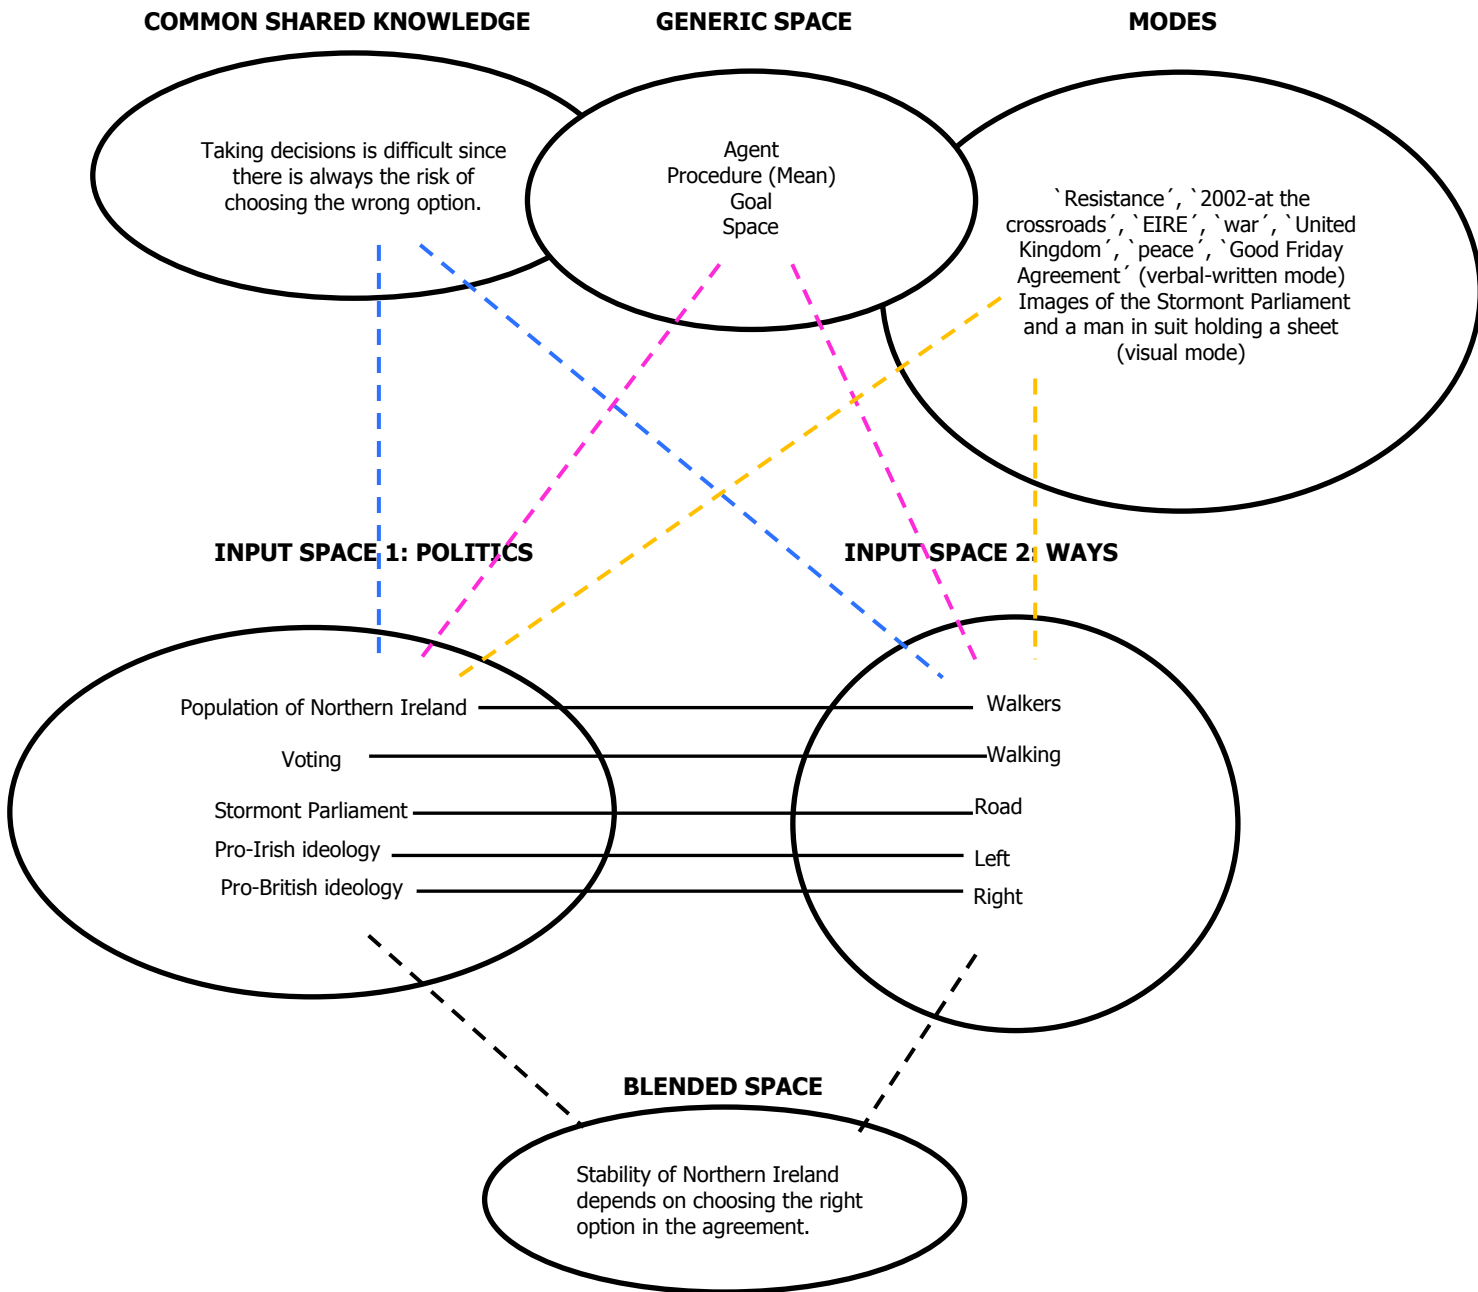 COMMON SHARED KNOWLEDGE
GENERIC SPACE
MODES
Taking decisions is difficult since
there is always the risk of
choosing the wrong option.
Agent
Procedure (Mean)
Goal
Space
`Resistance´, `2002-at the
crossroads´, `EIRE´, `war´, `United
Kingdom´, `peace´, `Good Friday
Agreement´ (verbal-written mode)
Images of the Stormont Parliament
and a man in suit holding a sheet
(visual mode)
INPUT SPACE 1: POLITICS
INPUT SPACE 2: WAYS
Population of Northern Ireland
Walkers
Voting
Walking
Stormont Parliament
Road
Pro-Irish ideology
Left
Pro-British ideology
Right
BLENDED SPACE
Stability of Northern Ireland
depends on choosing the right
option in the agreement.